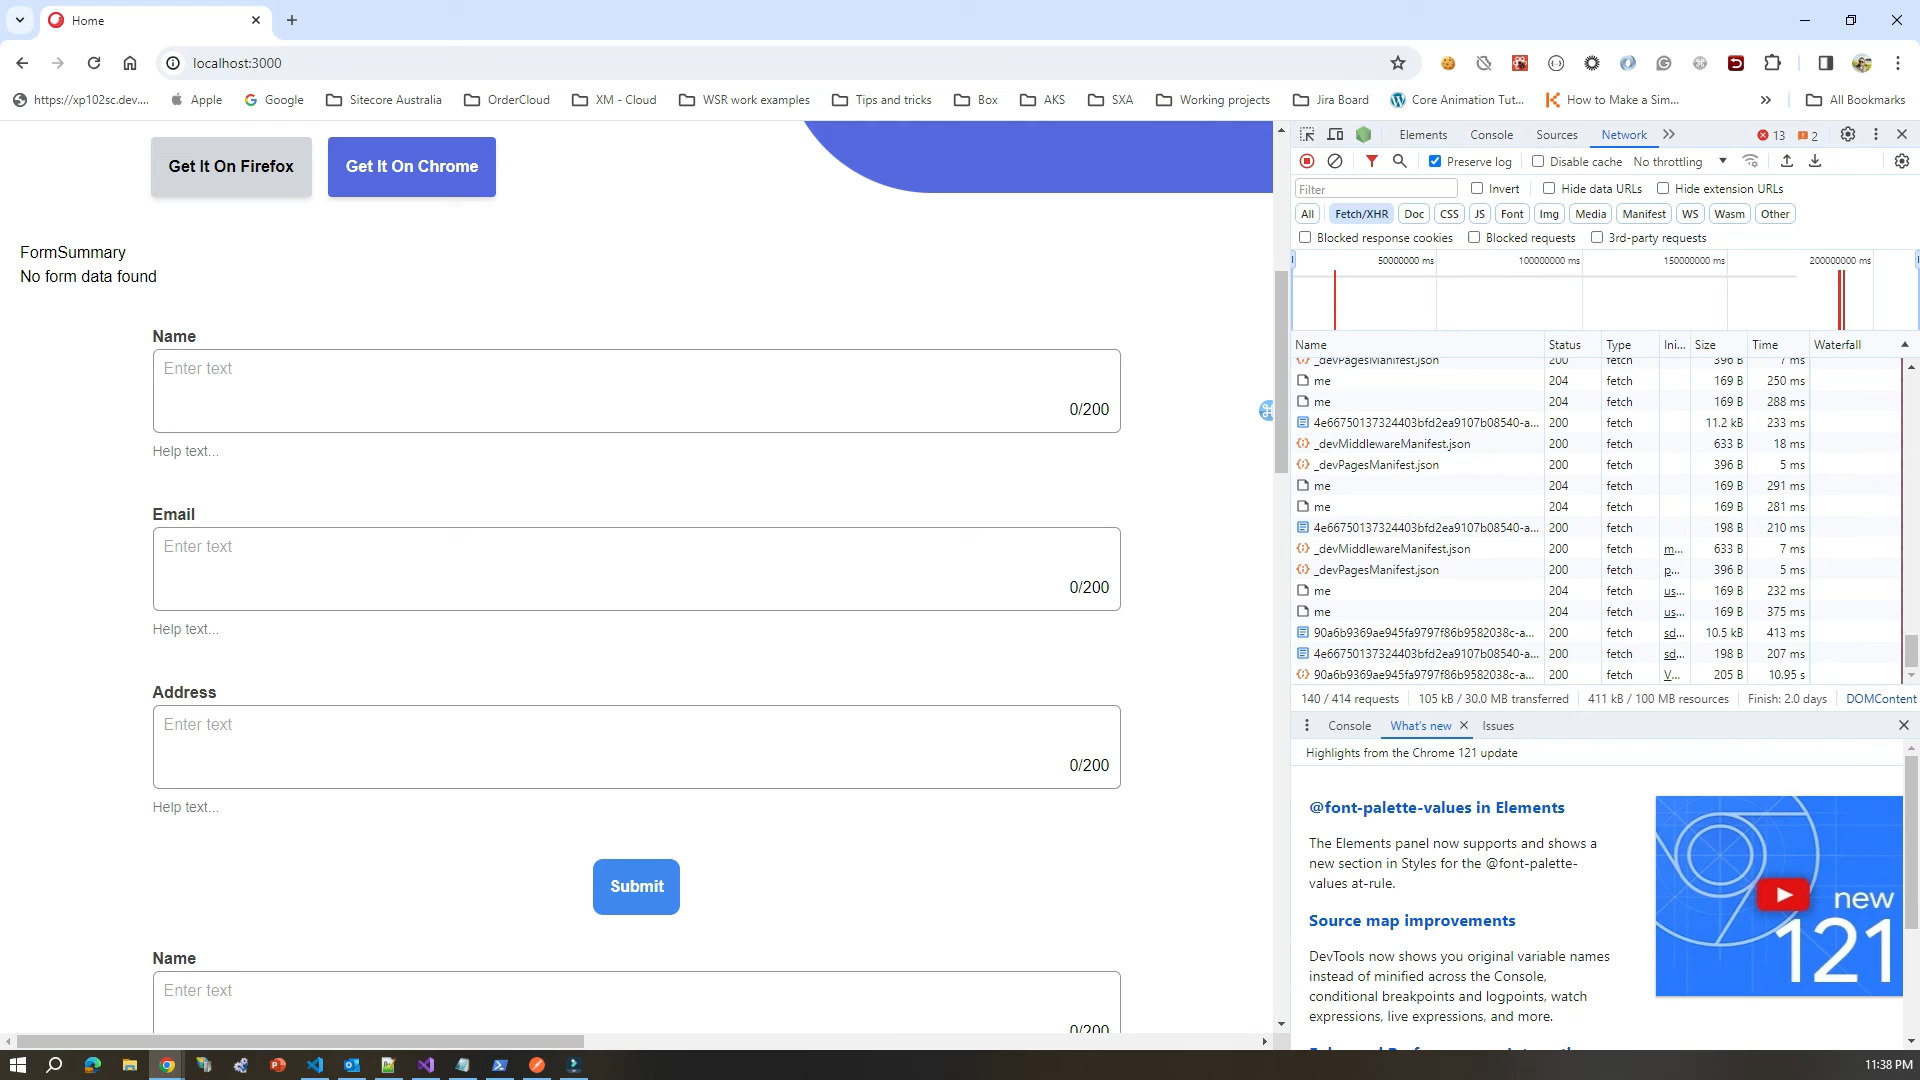 Home
localhost:3000
https://xp102sc.dev....
Apple
Google
Sitecore Australia
OrderCloud
XM - Cloud
WSR work examples
Tips and tricks
Box
AKS
SXA
Working projects
Jira Board
Core Animation Tut...
How to Make a Sim...
All Bookmarks
Get It On Firefox
Get It On Chrome
FormSummary
No form data found
Name
Enter text
0/200
Help text...
Email
Enter text
0/200
Help text...
Address
Enter text
0/200
Help text...
Submit
Name
Enter text
0/200
Elements Console Sources Network 13 2
Preserve log Disable cache No throttling
Filter Invert Hide data URLs Hide extension URLs
All Fetch/XHR Doc CSS JS Font Img Media Manifest WS Wasm Other
Blocked response cookies Blocked requests 3rd-party requests
50000000 ms 100000000 ms 150000000 ms 200000000 ms
Name Status Type Ini... Size Time Waterfall
_devPagesManifest.json 200 fetch 396 B 7 ms
me 204 fetch 169 B 250 ms
me 204 fetch 169 B 288 ms
4e66750137324403bfd2ea9107b08540-a... 200 fetch 11.2 kB 233 ms
_devMiddlewareManifest.json 200 fetch 633 B 18 ms
_devPagesManifest.json 200 fetch 396 B 5 ms
me 204 fetch 169 B 291 ms
me 204 fetch 169 B 281 ms
4e66750137324403bfd2ea9107b08540-a... 200 fetch 198 B 210 ms
_devMiddlewareManifest.json 200 fetch m... 633 B 7 ms
_devPagesManifest.json 200 fetch p... 396 B 5 ms
me 204 fetch us... 169 B 232 ms
me 204 fetch us... 169 B 375 ms
90a6b9369ae945fa9797f86b9582038c-a... 200 fetch sd... 10.5 kB 413 ms
4e66750137324403bfd2ea9107b08540-a... 200 fetch sd... 198 B 207 ms
90a6b9369ae945fa9797f86b9582038c-a... 200 fetch V... 205 B 10.95 s
140 / 414 requests 105 kB / 30.0 MB transferred 411 kB / 100 MB resources Finish: 2.0 days DOMContent
Console What's new Issues
Highlights from the Chrome 121 update
@font-palette-values in Elements
The Elements panel now supports and shows a
new section in Styles for the @font-palette-
values at-rule.
Source map improvements
DevTools now shows you original variable names
instead of minified across the Console,
conditional breakpoints and logpoints, watch
expressions, live expressions, and more.
new
121
11:38 PM